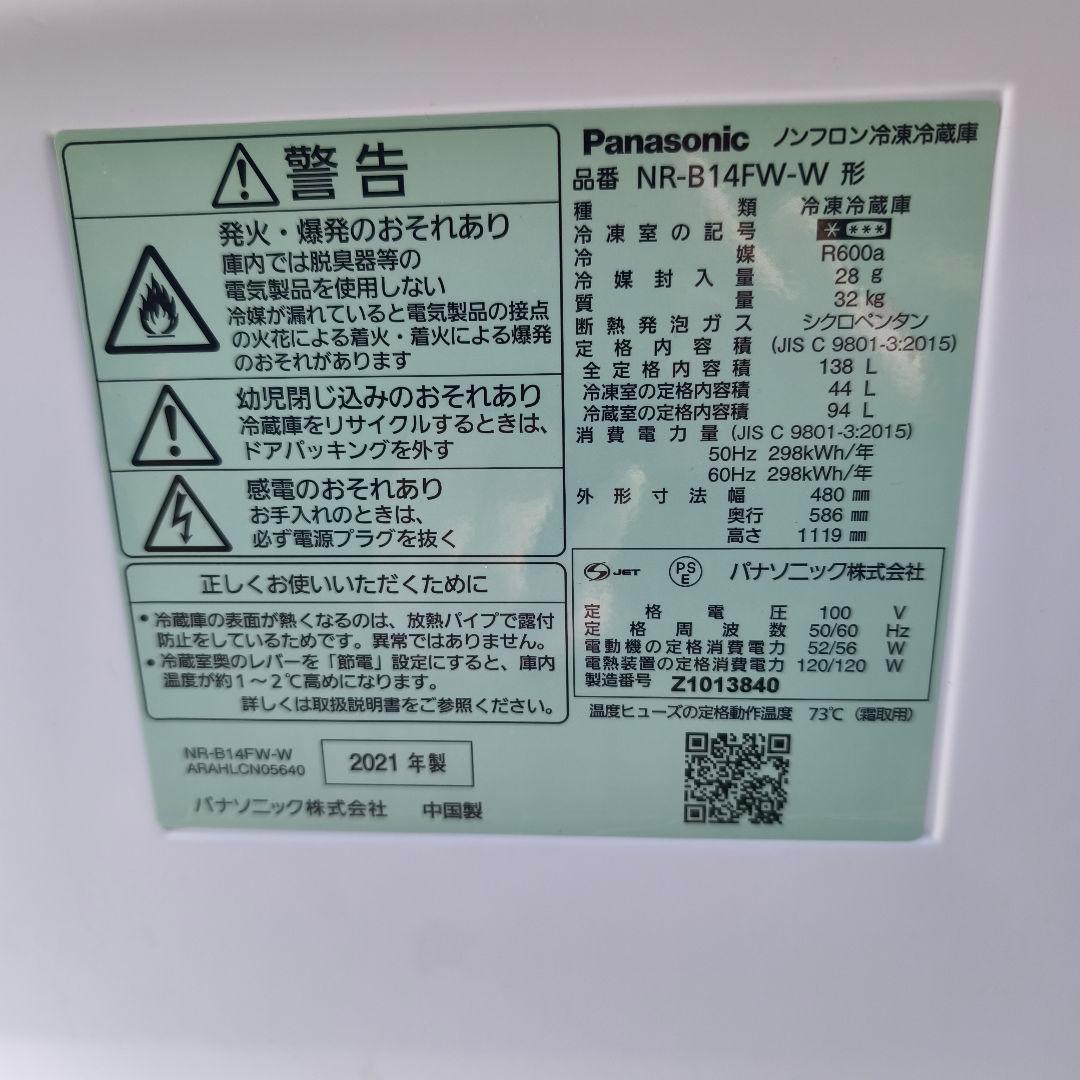 警告
発火・爆発のおそれあり
庫内では脱臭器等の
電気製品を使用しない
冷媒が漏れていると電気製品の接点
の火花による着火・着火による爆発
のおそれがあります
幼児閉じ込みのおそれあり
冷蔵庫をリサイクルするときは、
ドアパッキングを外す
感電のおそれあり
お手入れのときは、
必ず電源プラグを抜く
正しくお使いいただくために
•冷蔵庫の表面が熱くなるのは、放熱パイプで露付
防止をしているためです。異常ではありません。
•冷蔵室奥のレバーを「節電」設定にすると、庫内
温度が約1〜2℃高めになります。
詳しくは取扱説明書をご参照ください。
NR-B14FW-W
ARAHLCN05640
2021 年製
パナソニック株式会社 中国製
Panasonic ノンフロン冷凍冷蔵庫
品番 NR-B14FW-W 形
種類 冷凍冷蔵庫
冷凍室の記号 * ***
冷媒 R600a
冷媒封入量 28 g
質量 32 kg
断熱発泡ガス シクロペンタン
定格内容積 (JIS C 9801-3:2015)
全定格内容積 138 L
冷凍室の定格内容積 44 L
冷蔵室の定格内容積 94 L
消費電力量 (JIS C 9801-3:2015)
50Hz 298kWh/年
60Hz 298kWh/年
外形寸法 幅 480 mm
奥行 586 mm
高さ 1119 mm
S JET PS E パナソニック株式会社
定格電圧 100 V
定格周波数 50/60 Hz
電動機の定格消費電力 52/56 W
電熱装置の定格消費電力 120/120 W
製造番号 Z1013840
温度ヒューズの定格動作温度 73℃ (霜取用)